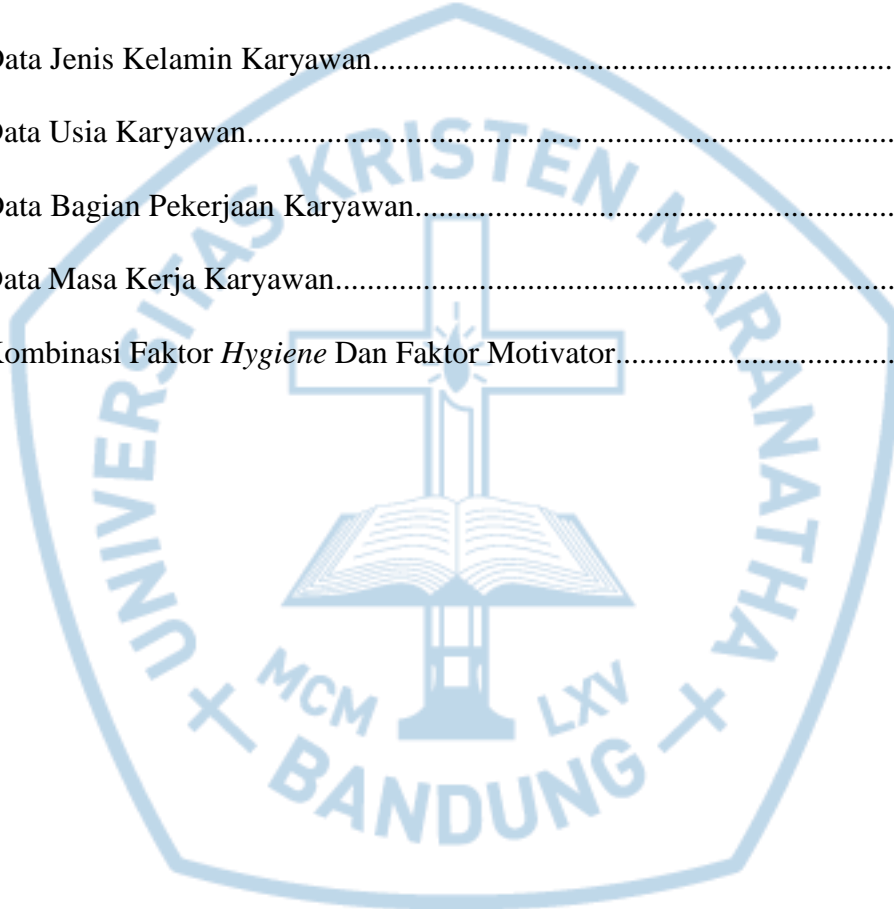 Data Jenis Kelamin Karyawan.................................................................
Data Usia Karyawan.................................................................................
Data Bagian Pekerjaan Karyawan............................................................
Data Masa Kerja Karyawan......................................................................
Kombinasi Faktor Hygiene Dan Faktor Motivator...................................
UNIVERSITAS KRISTEN MARANATHA
MCM LXV
BANDUNG